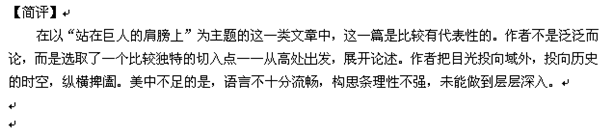 【简评】
在以“站在巨人的肩膀上”为主题的这一类文章中，这一篇是比较有代表性的。作者不是泛泛而
论，而是选取了一个比较独特的切入点——从高处出发，展开论述。作者把目光投向域外，投向历史
的时空，纵横捭阖。美中不足的是，语言不十分流畅，构思条理性不强，未能做到层层深入。